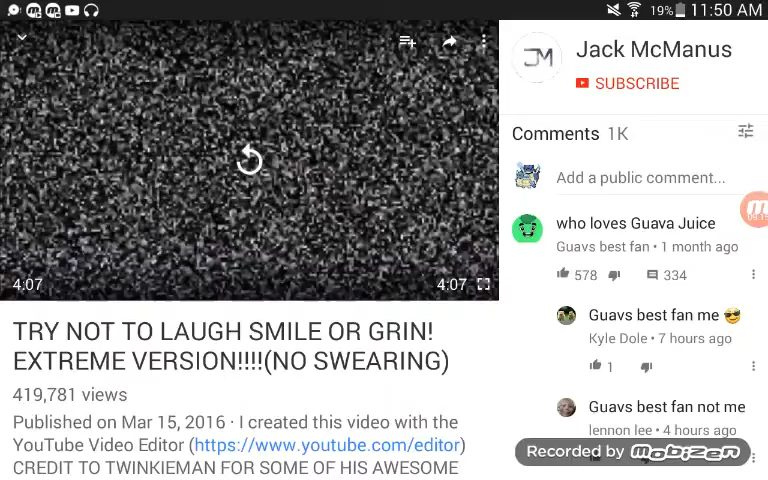 19% 11:50 AM
4:07 4:07
TRY NOT TO LAUGH SMILE OR GRIN!
EXTREME VERSION!!!!(NO SWEARING)
419,781 views
Published on Mar 15, 2016 · I created this video with the
YouTube Video Editor (https://www.youtube.com/editor)
CREDIT TO TWINKIEMAN FOR SOME OF HIS AWESOME
JM
Jack McManus
SUBSCRIBE
Comments 1K
Add a public comment...
who loves Guava Juice
Guavs best fan • 1 month ago
578 334
Guavs best fan me 😎
Kyle Dole • 7 hours ago
1
Guavs best fan not me
lennon lee • 4 hours ago
Recorded by mobizen